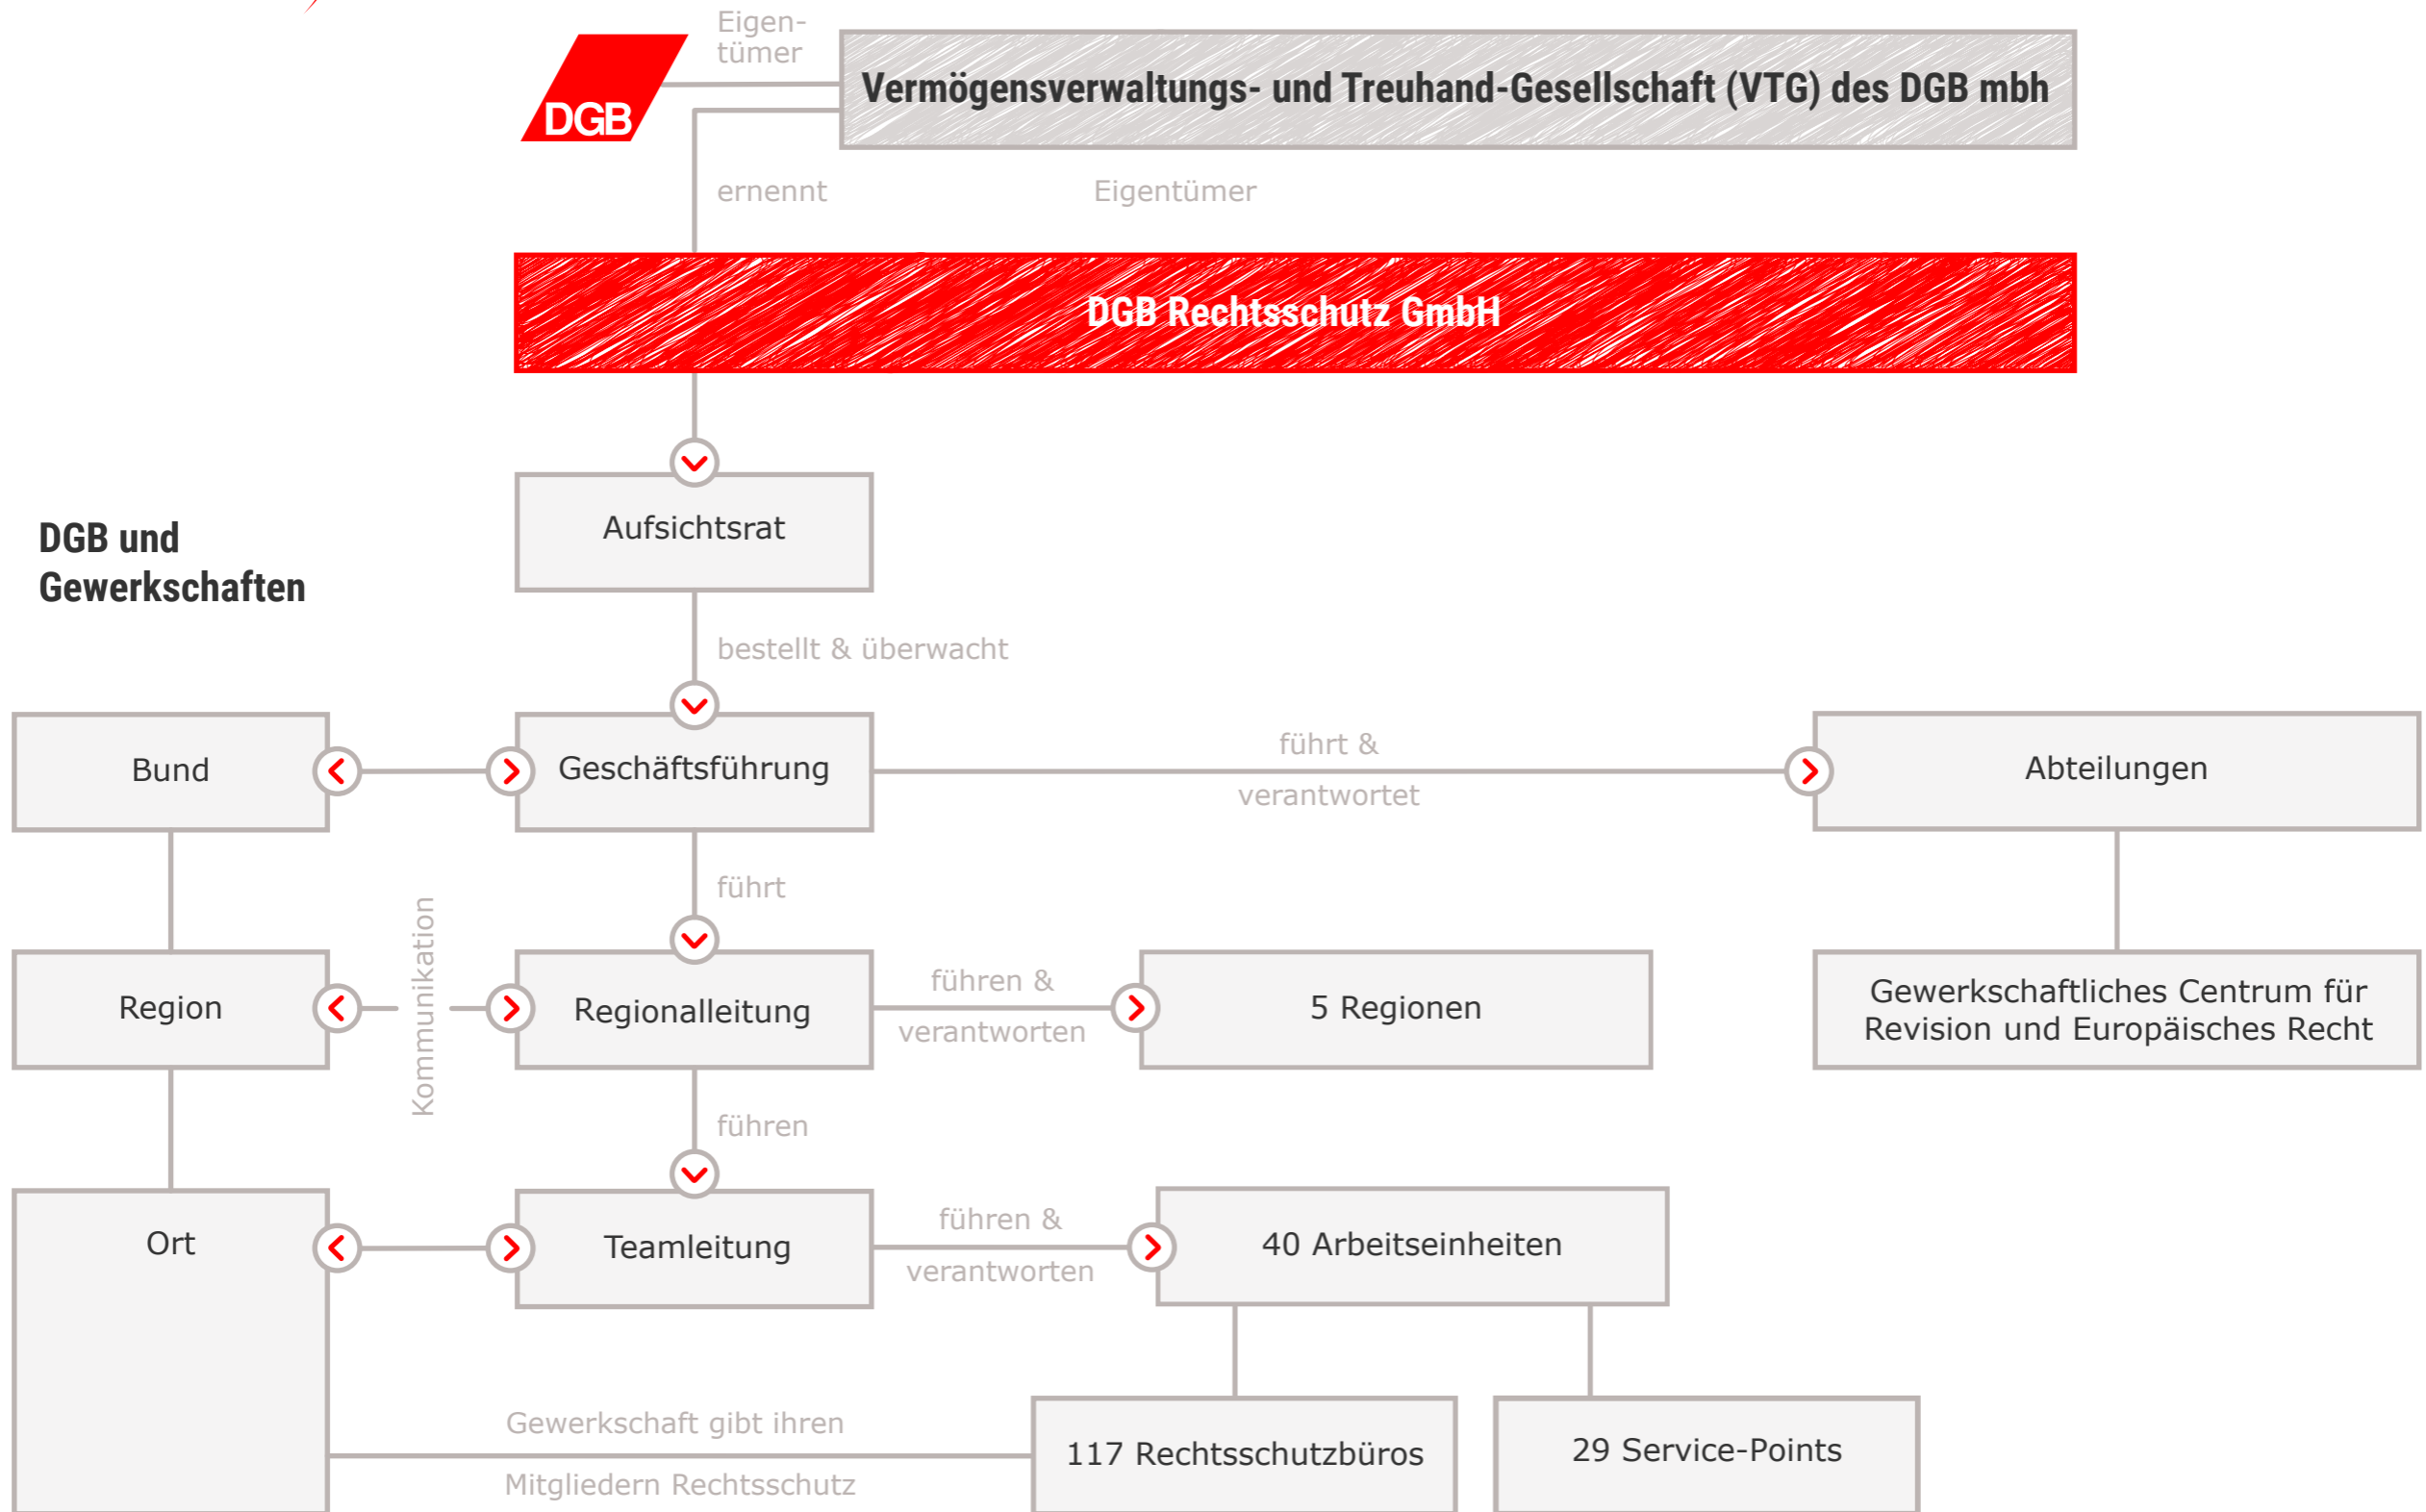 Eigen-
tümer
DGB
Vermögensverwaltungs- und Treuhand-Gesellschaft (VTG) des DGB mbh
ernennt
Eigentümer
DGB Rechtsschutz GmbH
Aufsichtsrat
DGB und
Gewerkschaften
bestellt & überwacht
Bund
Geschäftsführung
führt &
verantwortet
Abteilungen
führt
Kommunikation
Region
Regionalleitung
führen &
verantworten
5 Regionen
Gewerkschaftliches Centrum für
Revision und Europäisches Recht
führen
Ort
Teamleitung
führen &
verantworten
40 Arbeitseinheiten
Gewerkschaft gibt ihren
Mitgliedern Rechtsschutz
117 Rechtsschutzbüros
29 Service-Points